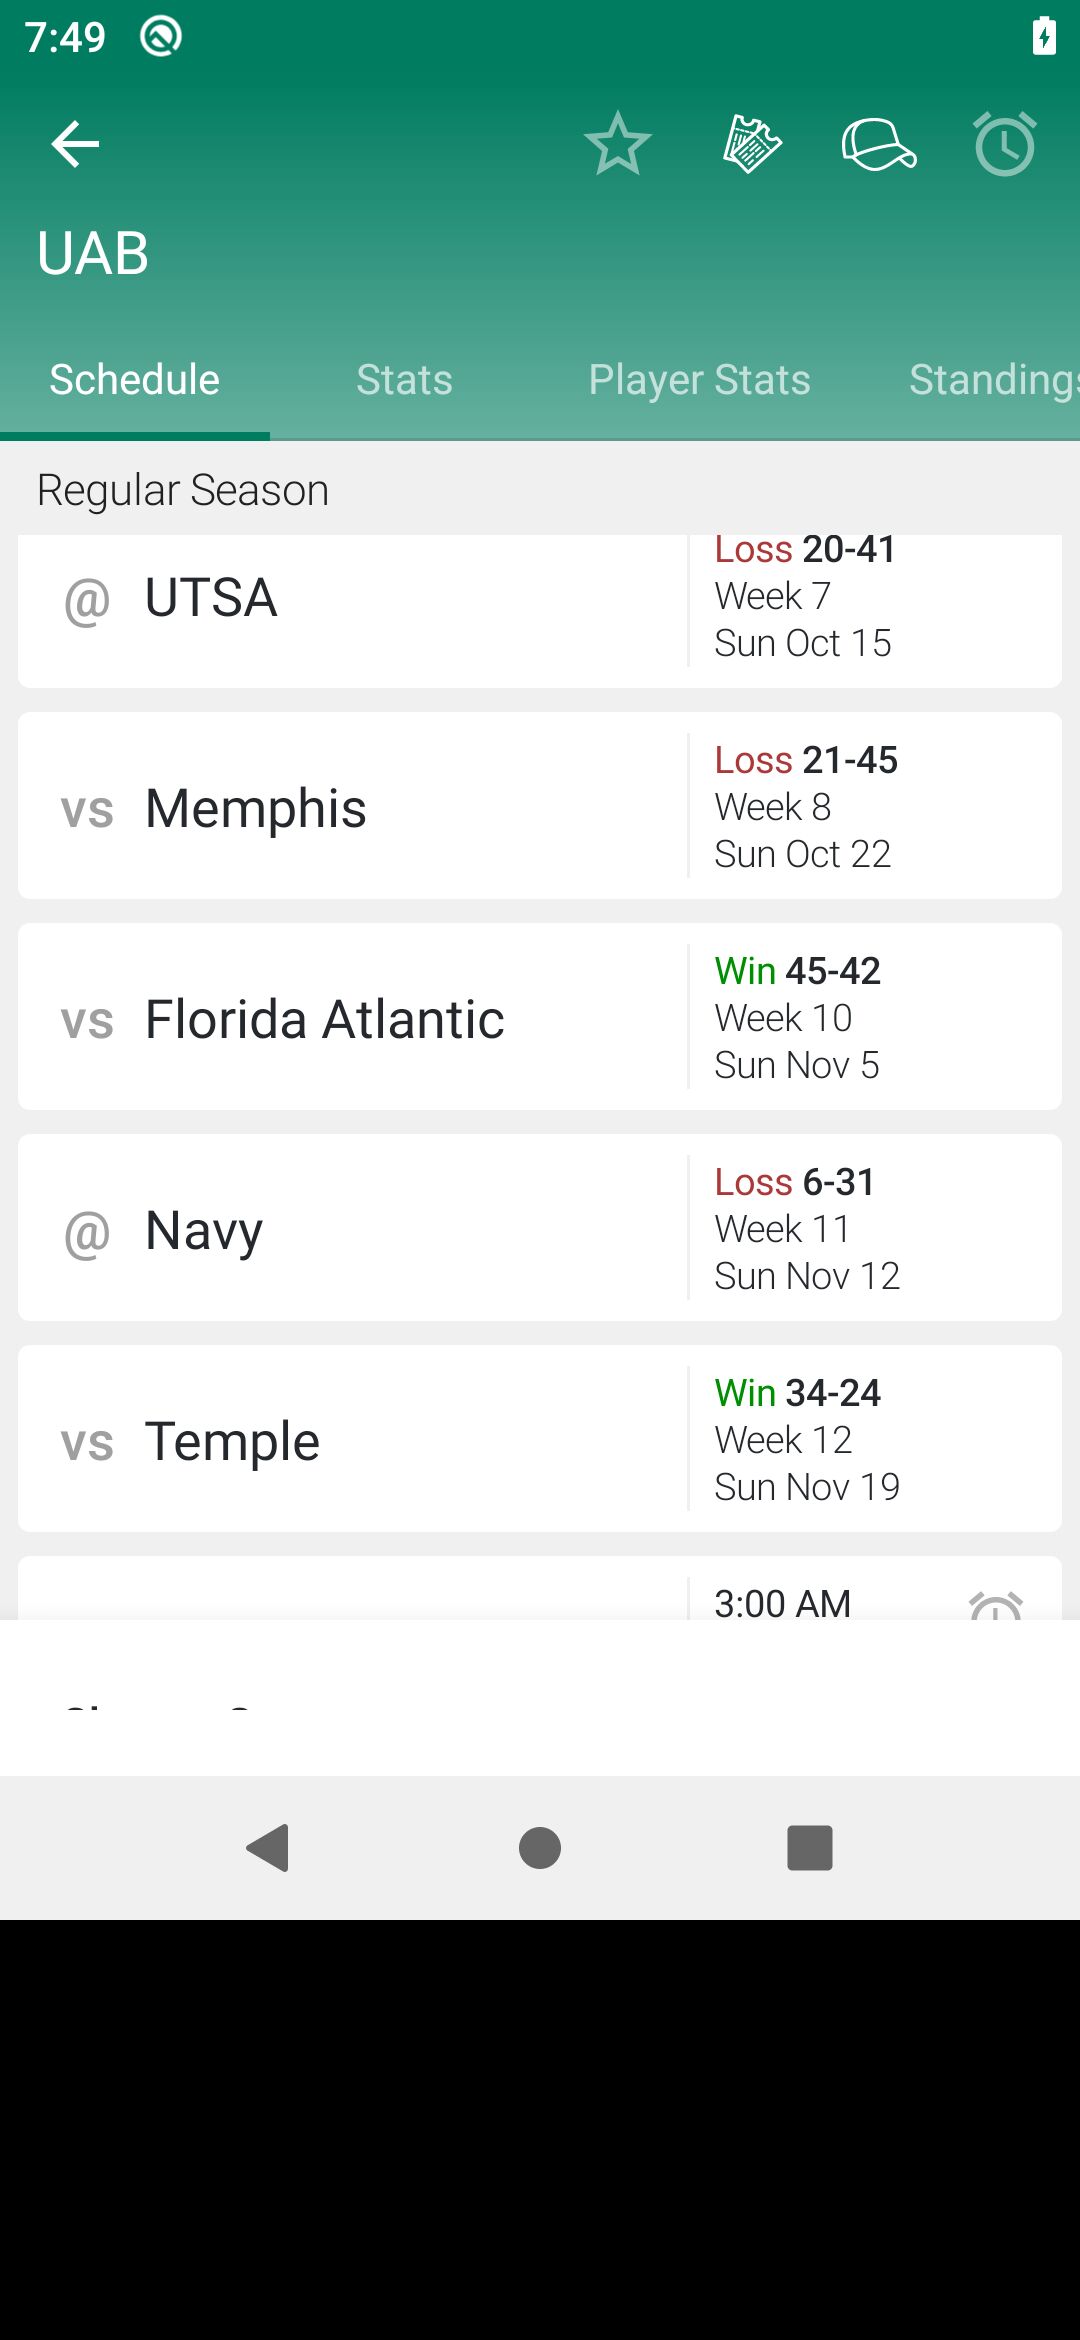 7:49
UAB
Schedule Stats Player Stats Standings
Regular Season
@ UTSA
Loss 20-41
Week 7
Sun Oct 15
vs Memphis
Loss 21-45
Week 8
Sun Oct 22
vs Florida Atlantic
Win 45-42
Week 10
Sun Nov 5
@ Navy
Loss 6-31
Week 11
Sun Nov 12
vs Temple
Win 34-24
Week 12
Sun Nov 19
3:00 AM